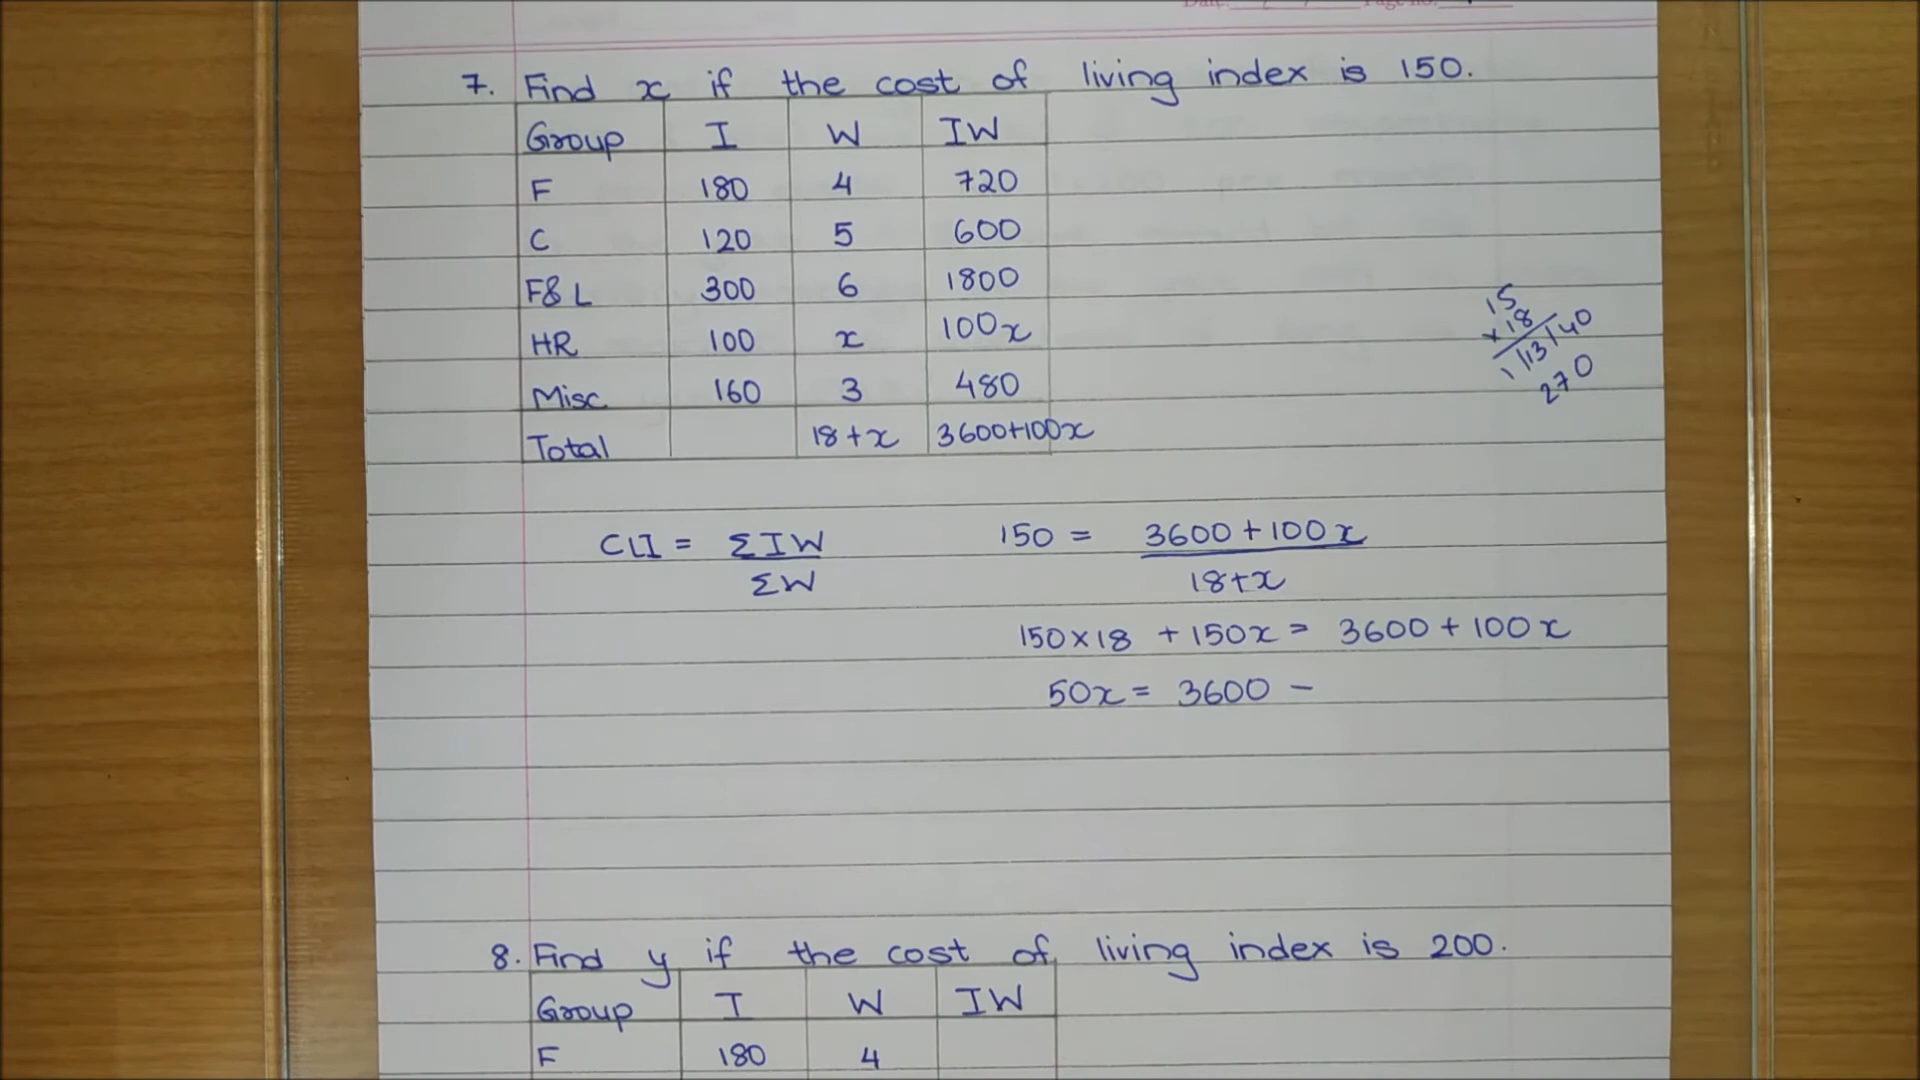 7. Find x if the cost of living index is 150.
Group I W IW
F 180 4 720
C 120 5 600
F&L 300 6 1800
HR 100 x 100x
Misc 160 3 480
Total 18+x 3600+100x
15
×18
1/13/40
270
CLI = ΣIW
ΣW
150 = 3600+100x
18+x
150×18 + 150x = 3600+100x
50x = 3600 -
8. Find y if the cost of living index is 200.
Group I W IW
F 180 4